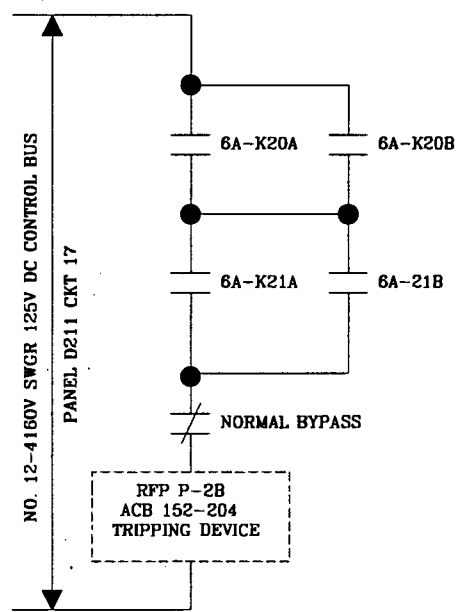 NO. 12-4160V SWGR 125V DC CONTROL BUS
PANEL D211 CKT 17
6A-K20A
6A-K20B
6A-K21A
6A-21B
NORMAL BYPASS
RFP P-2B
ACB 152-204
TRIPPING DEVICE